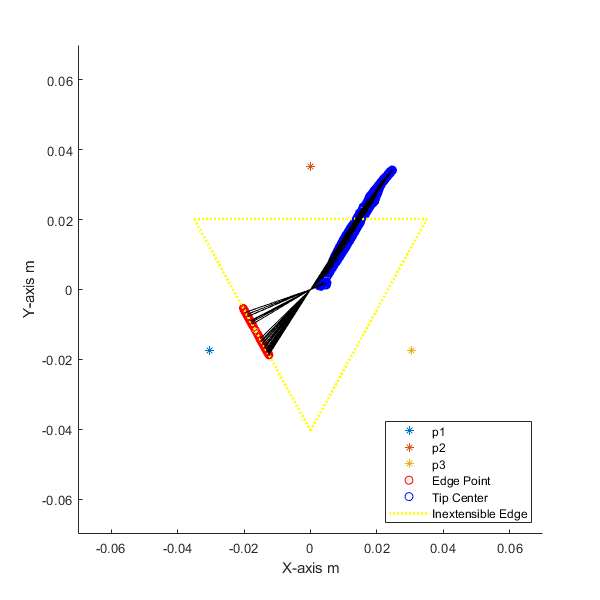 0.06
0.04
0.02
0
-0.02
-0.04
-0.06
Y-axis m
-0.06 -0.04 -0.02 0 0.02 0.04 0.06
X-axis m
p1
p2
p3
Edge Point
Tip Center
Inextensible Edge